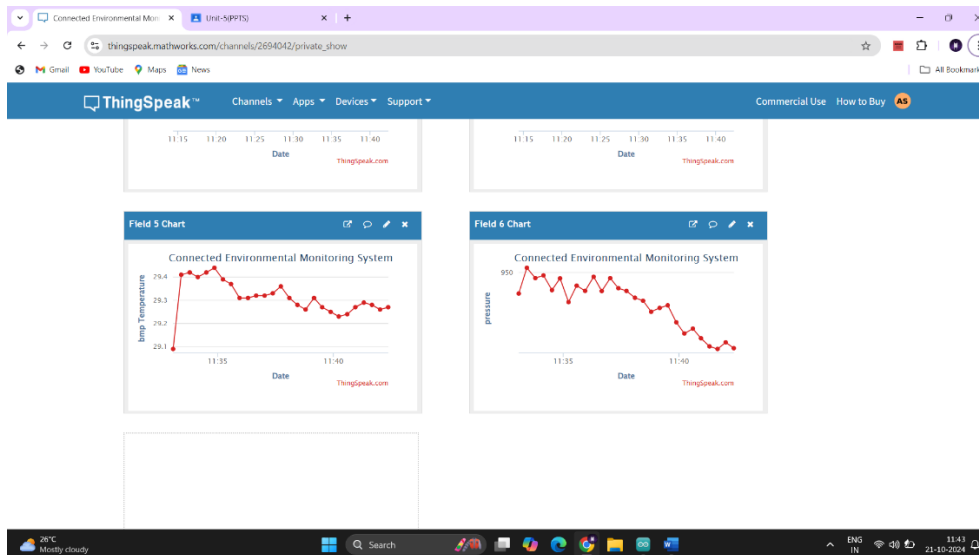 Connected Environmental Mon
Unit-5(PPTS)
thingspeak.mathworks.com/channels/2694042/private_show
Gmail YouTube Maps News All Bookmark
ThingSpeak™ Channels Apps Devices Support Commercial Use How to Buy AS
11:15 11:20 11:25 11:30 11:35 11:40
Date
ThingSpeak.com
11:15 11:20 11:25 11:30 11:35 11:40
Date
ThingSpeak.com
Field 5 Chart
Connected Environmental Monitoring System
bmp Temperature
29.4
29.3
29.2
29.1
11:35 11:40
Date
ThingSpeak.com
Field 6 Chart
Connected Environmental Monitoring System
pressure
950
11:35 11:40
Date
ThingSpeak.com
26°C
Mostly cloudy
Search
ENG
IN
11:43
21-10-2024